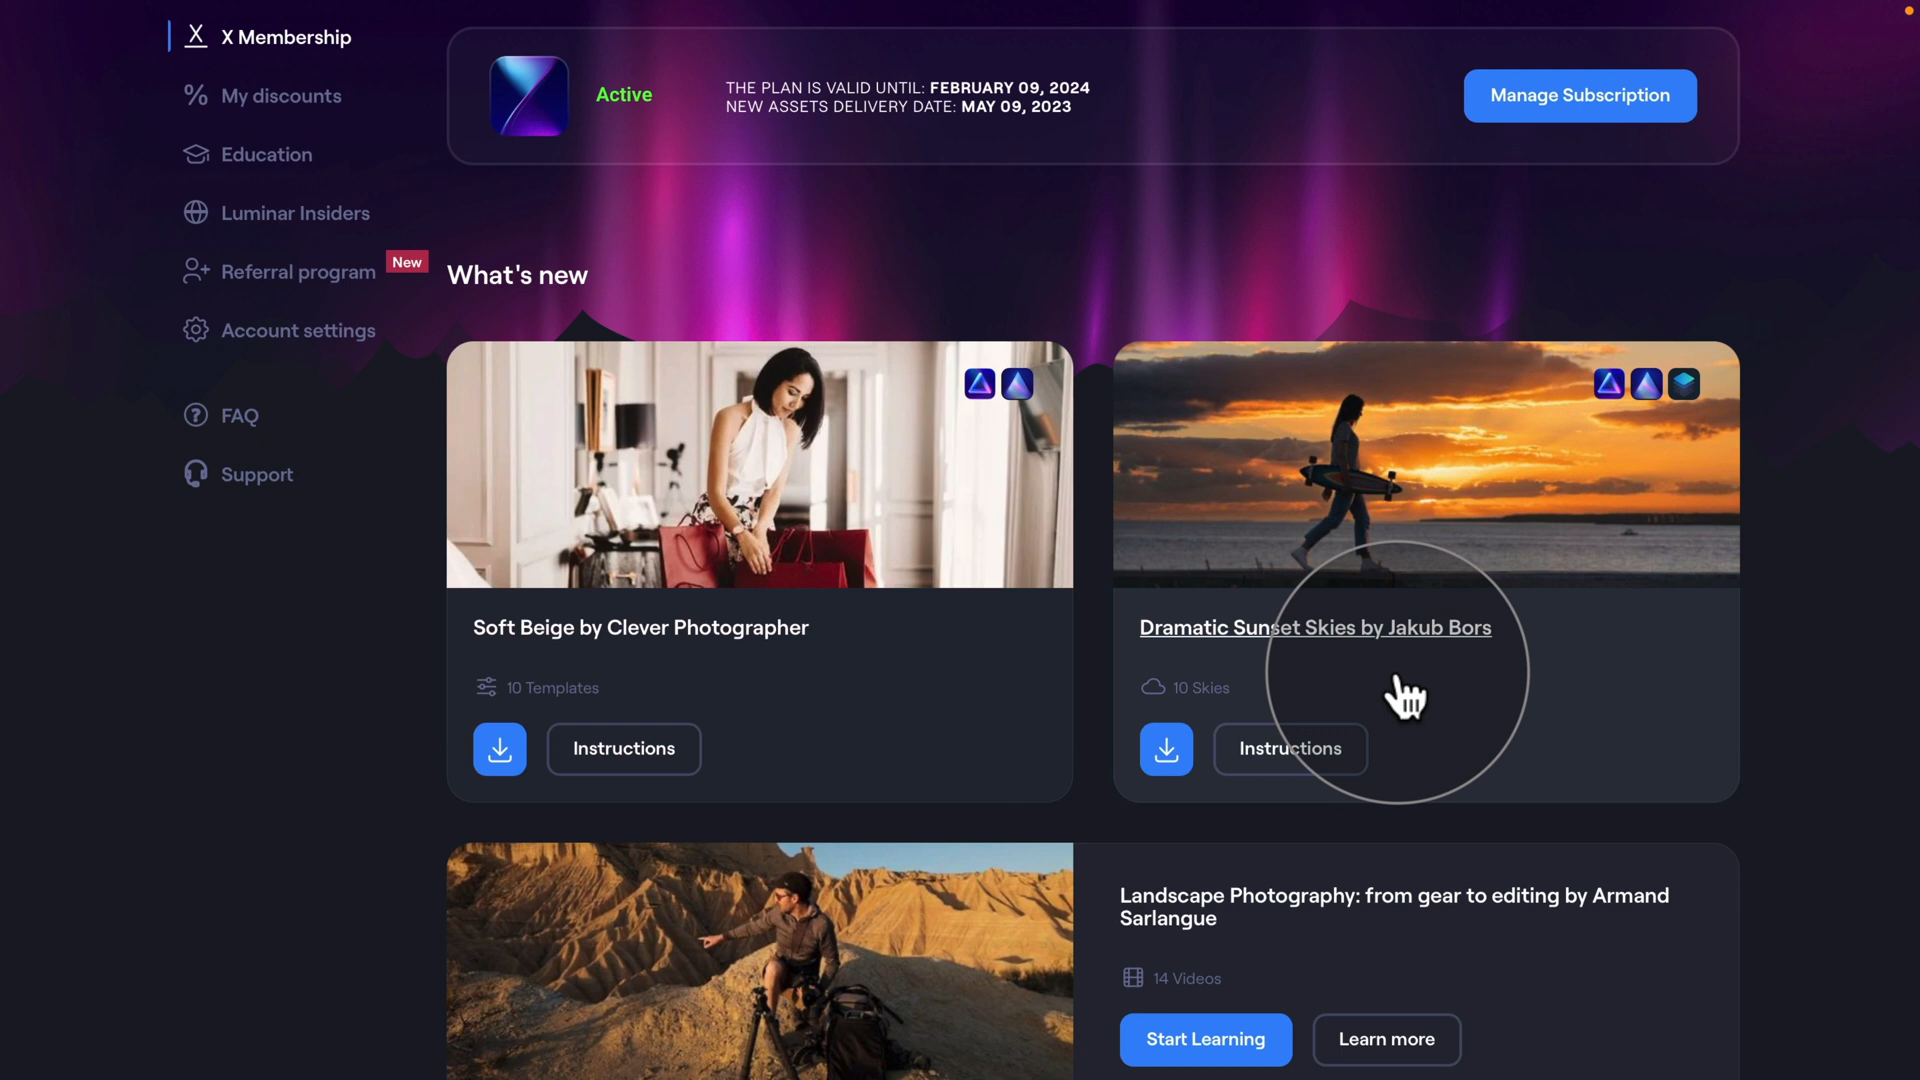 X Membership
My discounts
Education
Luminar Insiders
Referral program
New
Account settings
FAQ
Support
Active
THE PLAN IS VALID UNTIL: FEBRUARY 09, 2024
NEW ASSETS DELIVERY DATE: MAY 09, 2023
Manage Subscription
What's new
Soft Beige by Clever Photographer
10 Templates
Instructions
Dramatic Sunset Skies by Jakub Bors
10 Skies
Instructions
Landscape Photography: from gear to editing by Armand
Sarlangue
14 Videos
Start Learning
Learn more